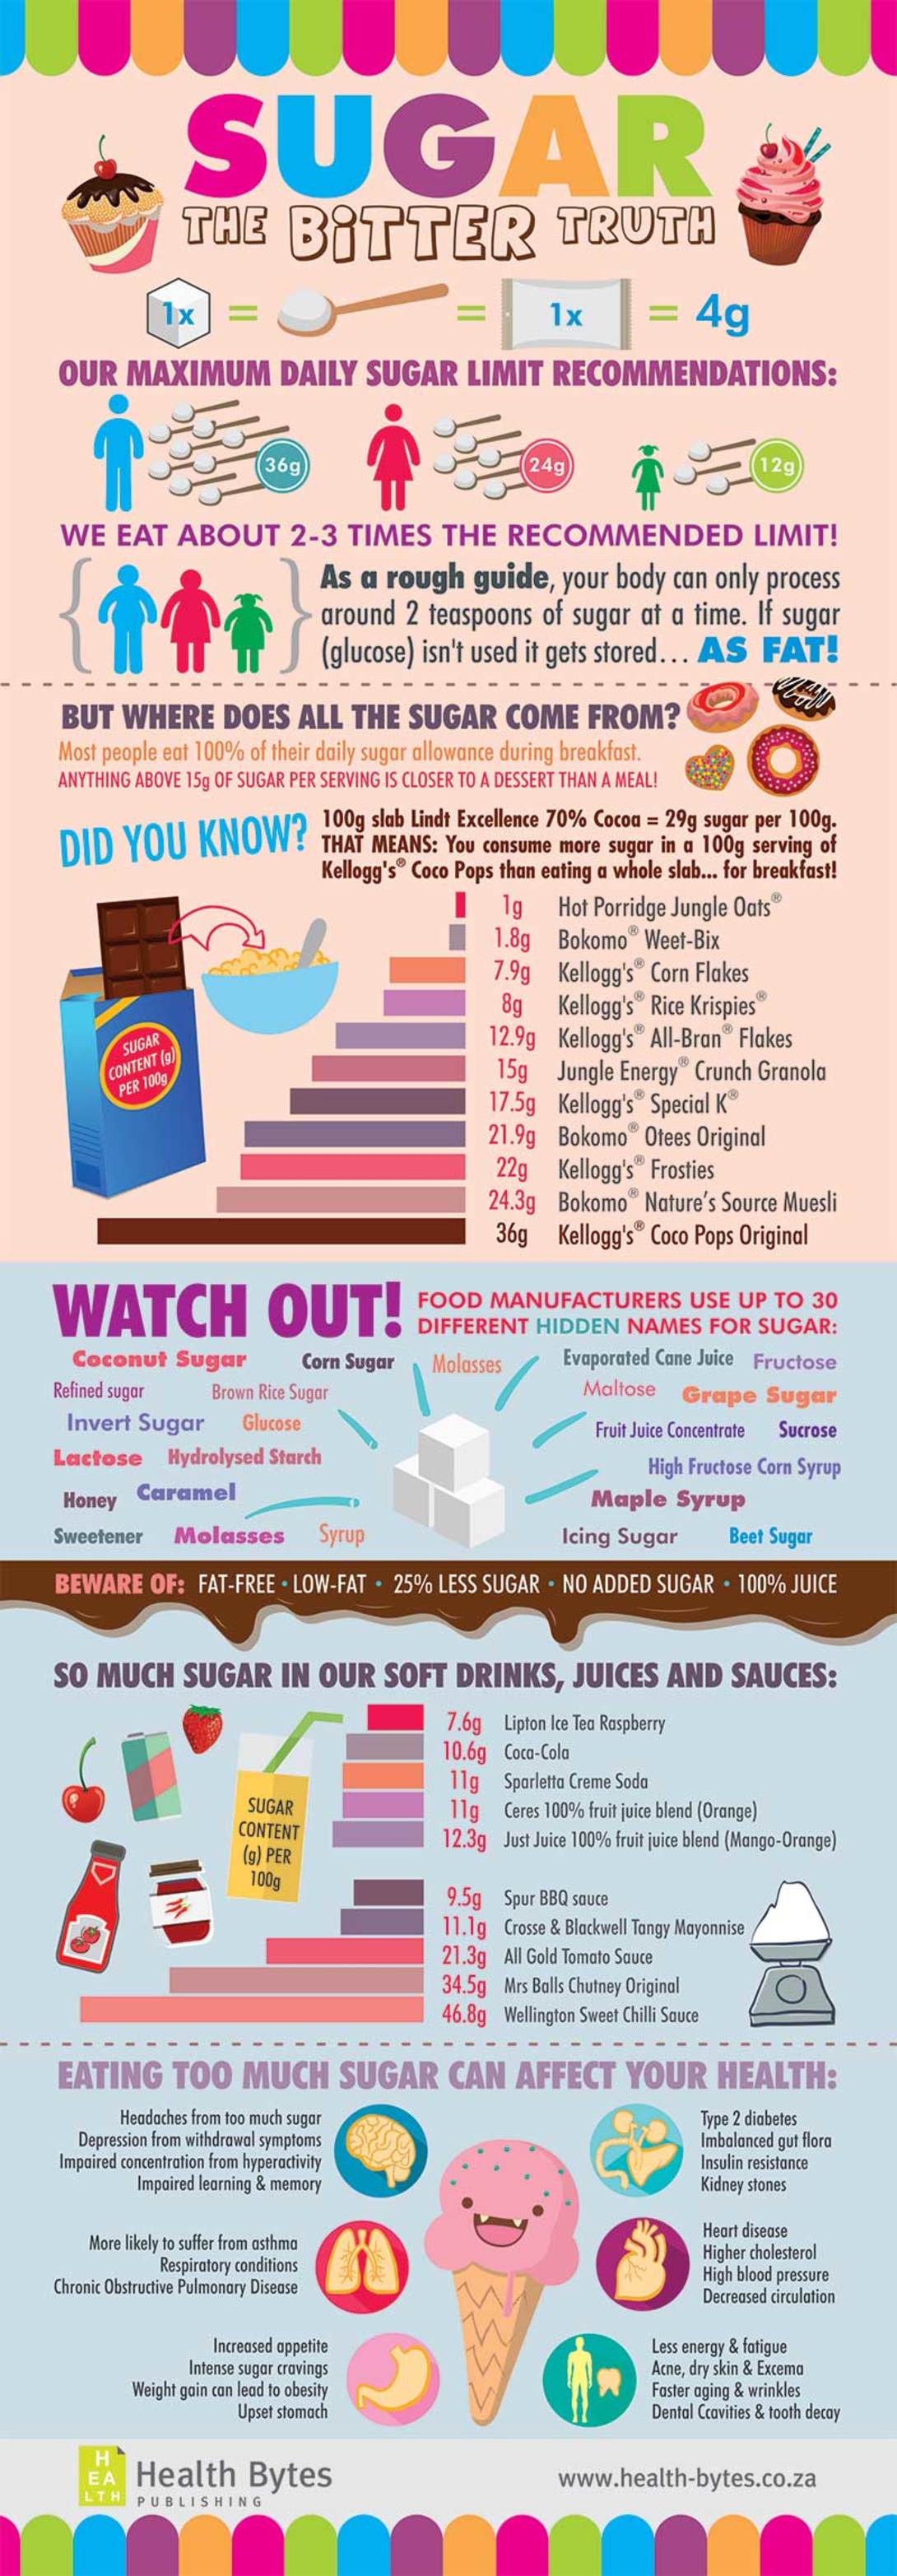 SUGAR
THE BiTTER TRUTH
1x = = 1x = 4g
OUR MAXIMUM DAILY SUGAR LIMIT RECOMMENDATIONS:
36g 24g 12g
WE EAT ABOUT 2-3 TIMES THE RECOMMENDED LIMIT!
As a rough guide, your body can only process
around 2 teaspoons of sugar at a time. If sugar
(glucose) isn't used it gets stored... AS FAT!
BUT WHERE DOES ALL THE SUGAR COME FROM?
Most people eat 100% of their daily sugar allowance during breakfast.
ANYTHING ABOVE 15g OF SUGAR PER SERVING IS CLOSER TO A DESSERT THAN A MEAL!
DID YOU KNOW?
100g slab Lindt Excellence 70% Cocoa = 29g sugar per 100g.
THAT MEANS: You consume more sugar in a 100g serving of
Kellogg's® Coco Pops than eating a whole slab... for breakfast!
SUGAR
CONTENT (g)
PER 100g
1g Hot Porridge Jungle Oats®
1.8g Bokomo® Weet-Bix
7.9g Kellogg's® Corn Flakes
8g Kellogg's® Rice Krispies®
12.9g Kellogg's® All-Bran® Flakes
15g Jungle Energy® Crunch Granola
17.5g Kellogg's® Special K®
21.9g Bokomo® Otees Original
22g Kellogg's® Frosties
24.3g Bokomo® Nature's Source Muesli
36g Kellogg's® Coco Pops Original
WATCH OUT!
FOOD MANUFACTURERS USE UP TO 30
DIFFERENT HIDDEN NAMES FOR SUGAR:
Coconut Sugar Corn Sugar Molasses Evaporated Cane Juice Fructose
Refined sugar Brown Rice Sugar Maltose Grape Sugar
Invert Sugar Glucose Fruit Juice Concentrate Sucrose
Lactose Hydrolysed Starch High Fructose Corn Syrup
Honey Caramel Maple Syrup
Sweetener Molasses Syrup Icing Sugar Beet Sugar
BEWARE OF: FAT-FREE • LOW-FAT • 25% LESS SUGAR • NO ADDED SUGAR • 100% JUICE
SO MUCH SUGAR IN OUR SOFT DRINKS, JUICES AND SAUCES:
SUGAR
CONTENT
(g) PER
100g
7.6g Lipton Ice Tea Raspberry
10.6g Coca-Cola
11g Sparletta Creme Soda
11g Ceres 100% fruit juice blend (Orange)
12.3g Just Juice 100% fruit juice blend (Mango-Orange)
9.5g Spur BBQ sauce
11.1g Crosse & Blackwell Tangy Mayonnise
21.3g All Gold Tomato Sauce
34.5g Mrs Balls Chutney Original
46.8g Wellington Sweet Chilli Sauce
EATING TOO MUCH SUGAR CAN AFFECT YOUR HEALTH:
Headaches from too much sugar
Depression from withdrawal symptoms
Impaired concentration from hyperactivity
Impaired learning & memory
Type 2 diabetes
Imbalanced gut flora
Insulin resistance
Kidney stones
More likely to suffer from asthma
Respiratory conditions
Chronic Obstructive Pulmonary Disease
Heart disease
Higher cholesterol
High blood pressure
Decreased circulation
Increased appetite
Intense sugar cravings
Weight gain can lead to obesity
Upset stomach
Less energy & fatigue
Acne, dry skin & Excema
Faster aging & wrinkles
Dental Ccavities & tooth decay
H
EA
LTH
Health Bytes
PUBLISHING
www.health-bytes.co.za